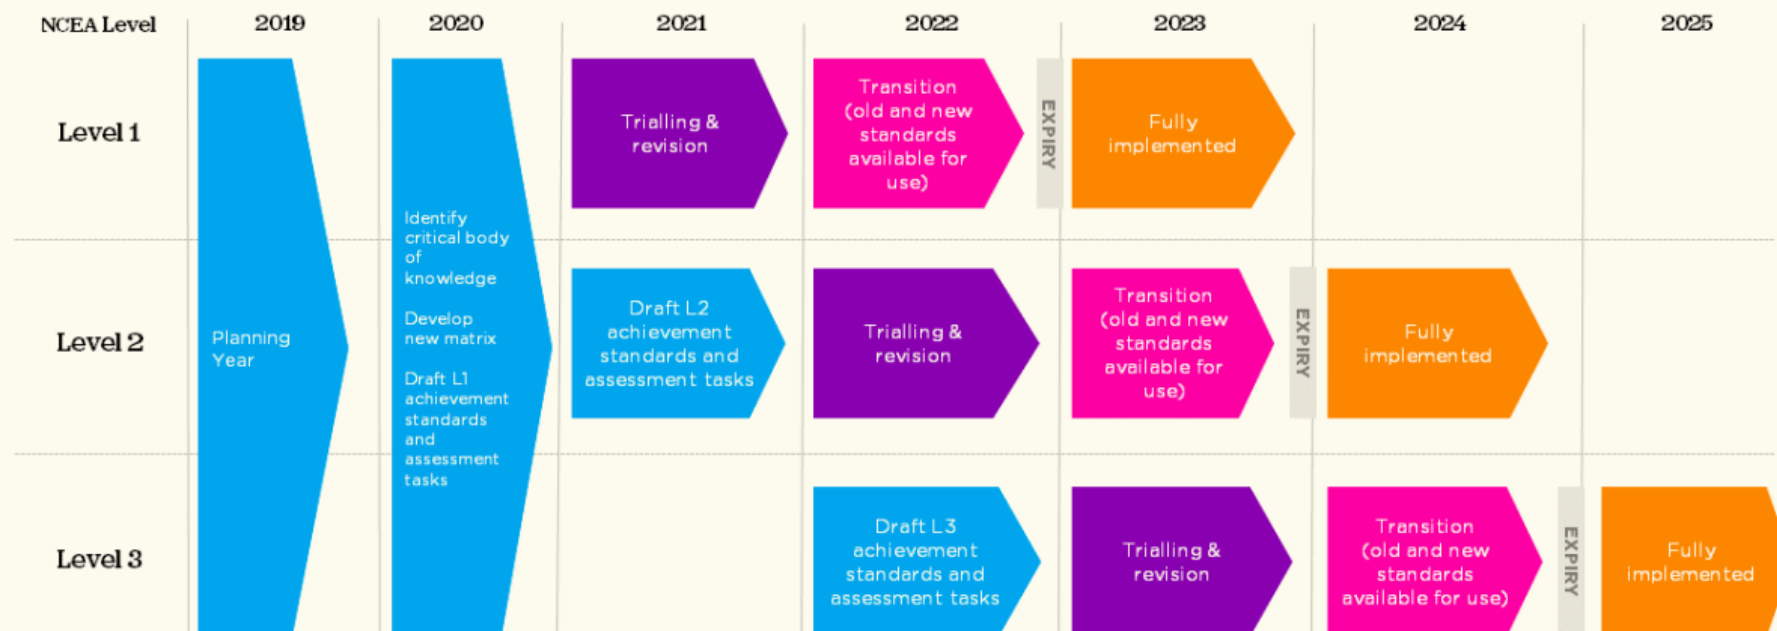 NCEA Level 2019 2020 2021 2022 2023 2024 2025
Level 1
Trialling &
revision
Transition
(old and new
standards
available for
use)
EXPIRY
Fully
implemented
Planning
Year
Identify
critical body
of
knowledge
Develop
new matrix
Draft L1
achievement
standards
and
assessment
tasks
Level 2
Draft L2
achievement
standards and
assessment tasks
Trialling &
revision
Transition
(old and new
standards
available for
use)
EXPIRY
Fully
implemented
Level 3
Draft L3
achievement
standards and
assessment tasks
Trialling &
revision
Transition
(old and new
standards
available for use)
EXPIRY
Fully
implemented